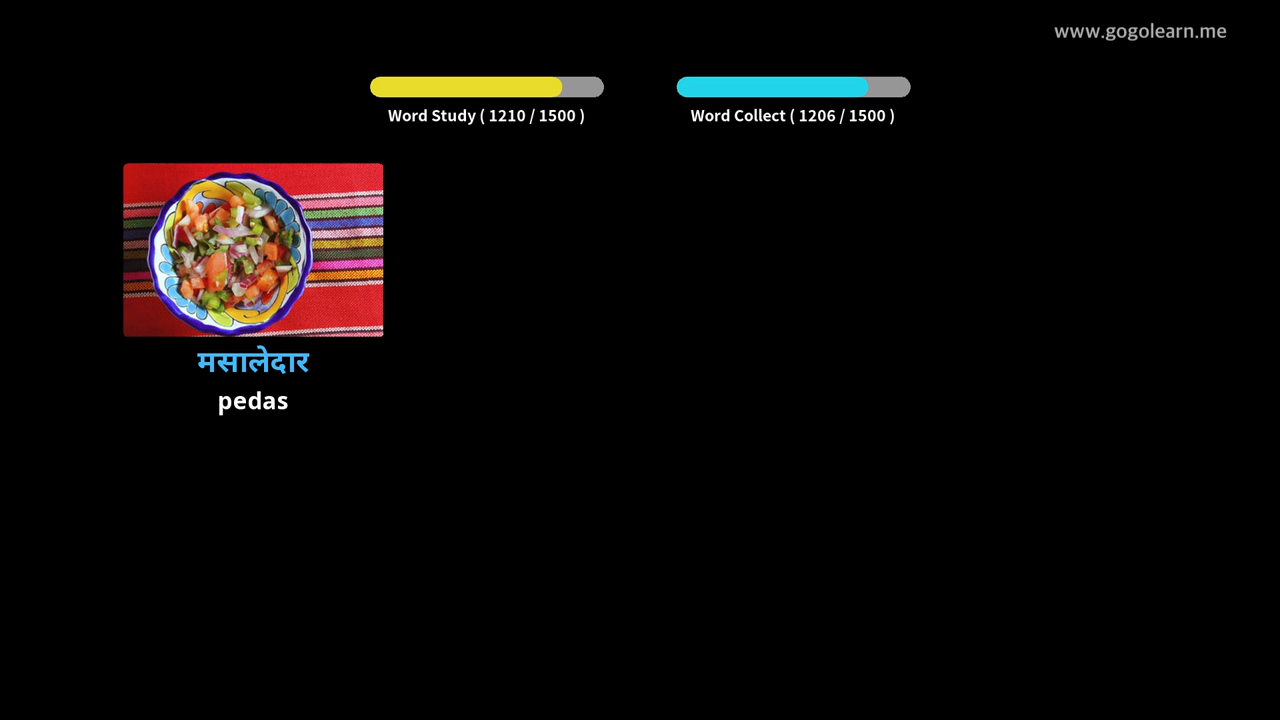 www.gogolearn.me
Word Study ( 1210 / 1500 )
Word Collect ( 1206 / 1500 )
मसालेदार
pedas